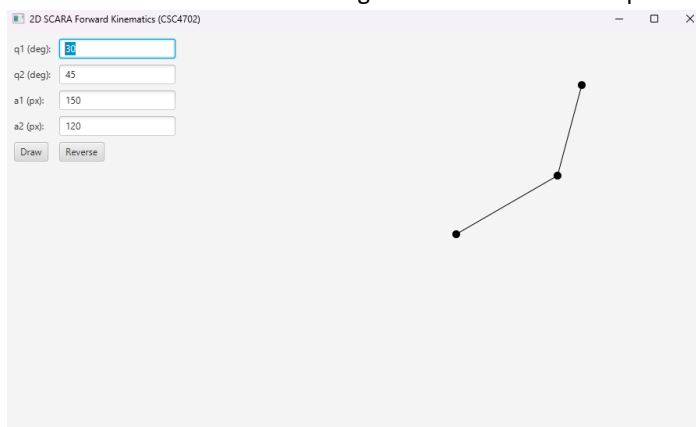 2D SCARA Forward Kinematics (CSC4702)
q1 (deg): 30
q2 (deg): 45
a1 (px): 150
a2 (px): 120
Draw Reverse